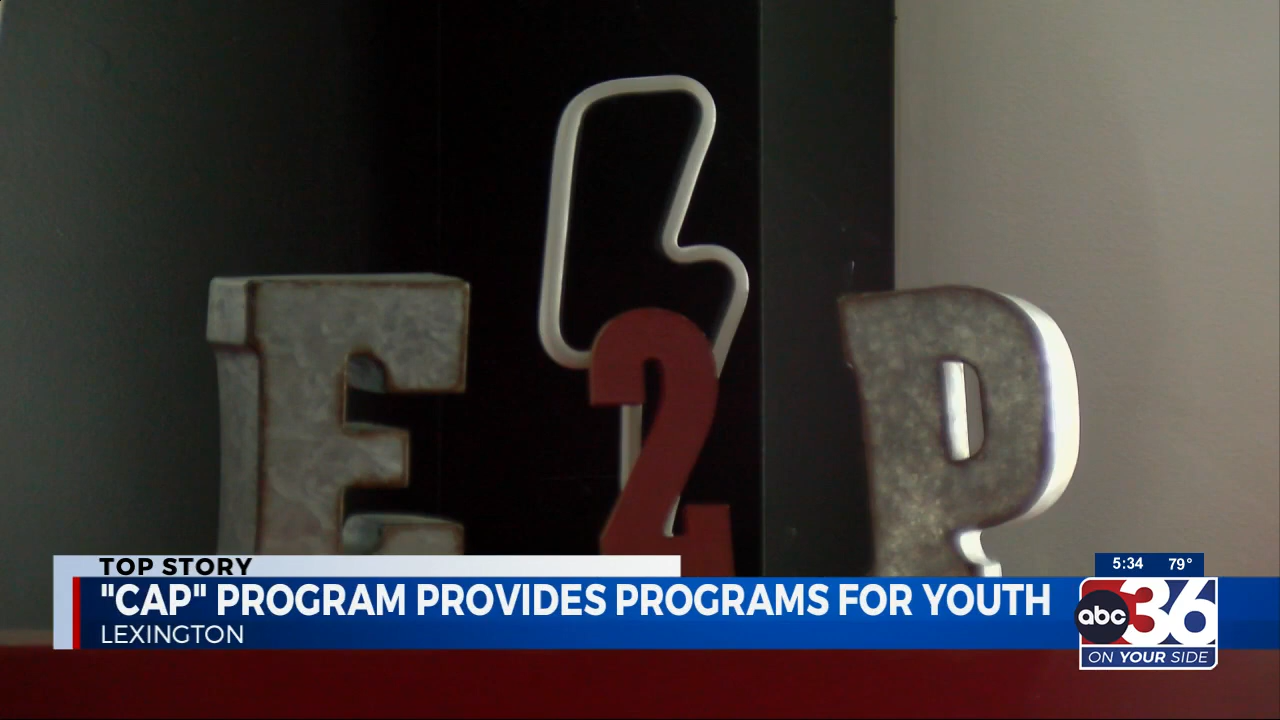 E 2 P
TOP STORY
"CAP" PROGRAM PROVIDES PROGRAMS FOR YOUTH
LEXINGTON
5:34 79°
abc 36
ON YOUR SIDE